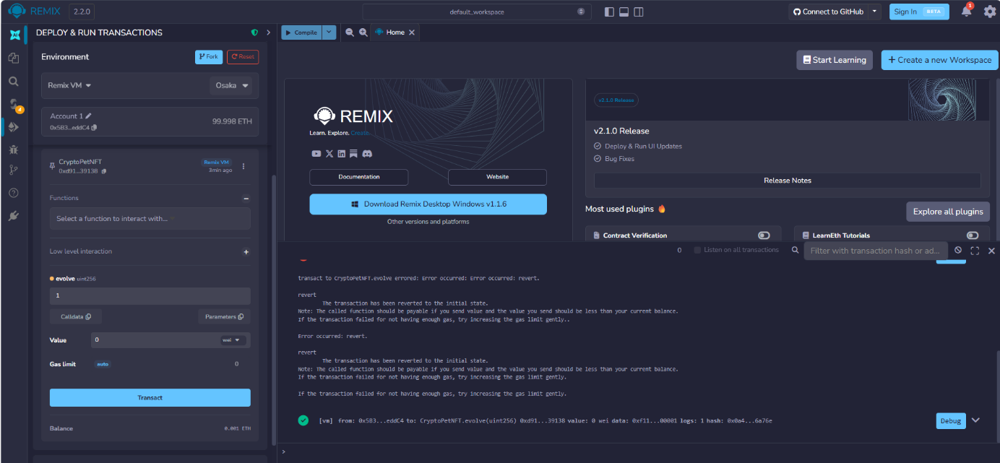 REMIX 2.2.0
default_workspace
Connect to GitHub
Sign In BETA
1
DEPLOY & RUN TRANSACTIONS
Compile
Home
4
Environment
Fork
Reset
Remix VM
Osaka
Account 1
0x5B3...eddC4
99.998 ETH
CryptoPetNFT
0xd91...39138
Remix VM
3min ago
Functions
Select a function to interact with...
Low level interaction
evolve uint256
1
Calldata
Parameters
Value
0
wei
Gas limit
auto
0
Transact
Balance
0.001 ETH
Start Learning
+ Create a new Workspace
REMIX
Learn. Explore. Create.
Documentation
Website
Download Remix Desktop Windows v1.1.6
Other versions and platforms
v2.1.0 Release
v2.1.0 Release
Deploy & Run UI Updates
Bug Fixes
Release Notes
Most used plugins 🔥
Explore all plugins
Contract Verification
LearnEth Tutorials
0
Listen on all transactions
Filter with transaction hash or ad...
transact to CryptoPetNFT.evolve errored: Error occurred: Error occurred: revert.
revert
The transaction has been reverted to the initial state.
Note: The called function should be payable if you send value and the value you send should be less than your current balance.
If the transaction failed for not having enough gas, try increasing the gas limit gently..
Error occurred: revert.
revert
The transaction has been reverted to the initial state.
Note: The called function should be payable if you send value and the value you send should be less than your current balance.
If the transaction failed for not having enough gas, try increasing the gas limit gently.
If the transaction failed for not having enough gas, try increasing the gas limit gently.
[vm] from: 0x5B3...eddC4 to: CryptoPetNFT.evolve(uint256) 0xd91...39138 value: 0 wei data: 0xf11...00001 logs: 1 hash: 0x0a4...6a76e
Debug
>